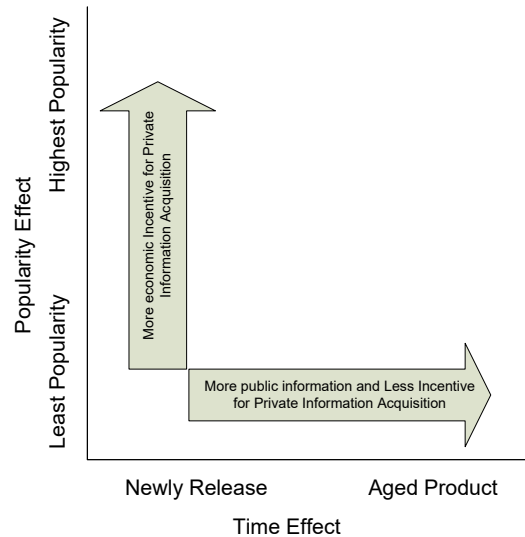 Popularity Effect
Least Popularity
Highest Popularity
More economic Incentive for Private
Information Acquisition
More public information and Less Incentive
for Private Information Acquisition
Newly Release
Aged Product
Time Effect